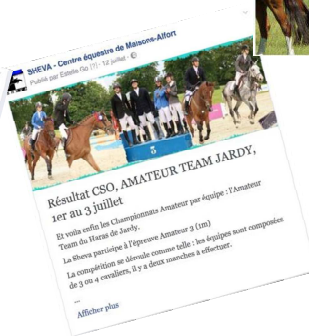 SHEVA - Centre équestre de Maisons-Alfort
Publié par Estelle Go (?) · 12 juillet ·
Résultat CSO, AMATEUR TEAM JARDY,
1er au 3 juillet
Et voila enfin les Championnats Amateur par équipe : l'Amateur
Team du Haras de Jardy.
La Sheva participe à l'épreuve Amateur 3 (1m)
La compétition se déroule comme telle : les équipes sont composées
de 3 ou 4 cavaliers, il y a deux manches à effectuer.
...
Afficher plus